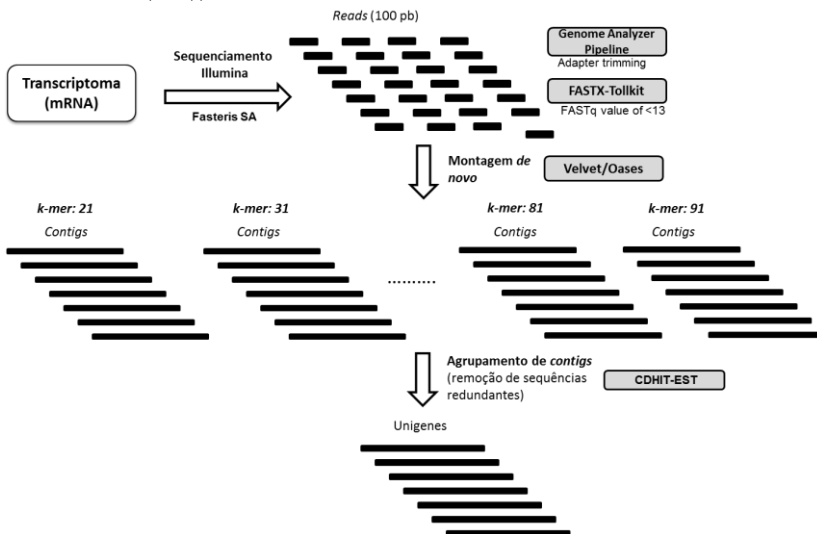 Reads (100 pb)
Genome Analyzer
Pipeline
Adapter trimming
Sequenciamento
Illumina
Transcriptoma
(mRNA)
Fasteris SA
FASTX-Tollkit
FASTq value of <13
Montagem de
novo
Velvet/Oases
k-mer: 21
k-mer: 31
k-mer: 81
k-mer: 91
Contigs
Contigs
Contigs
Contigs
..........
Agrupamento de contigs
(remoção de sequências
redundantes)
CDHIT-EST
Unigenes